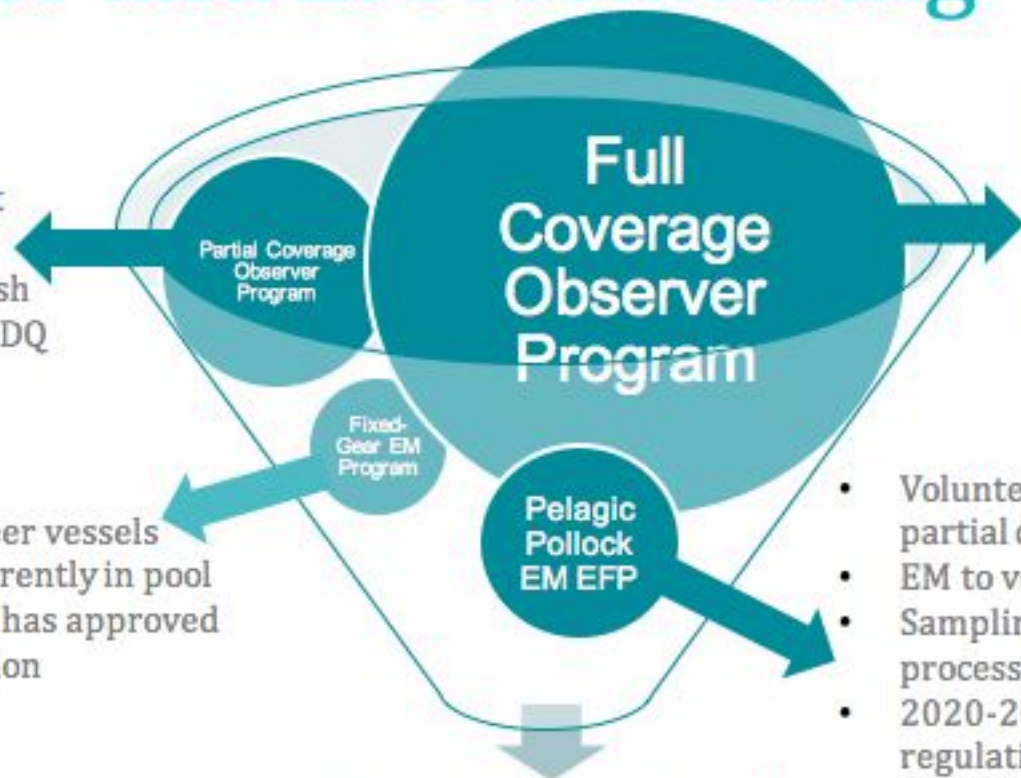 Full
Coverage
Observer
Program
Partial Coverage
Observer
Program
sh
DQ
Fixed-
Gear EM
Program
Pelagic
Pollock
EM EFP
eer vessels
rently in pool
has approved
on
• Volunte
partial
• EM to v
• Samplin
process
• 2020-2
regulati